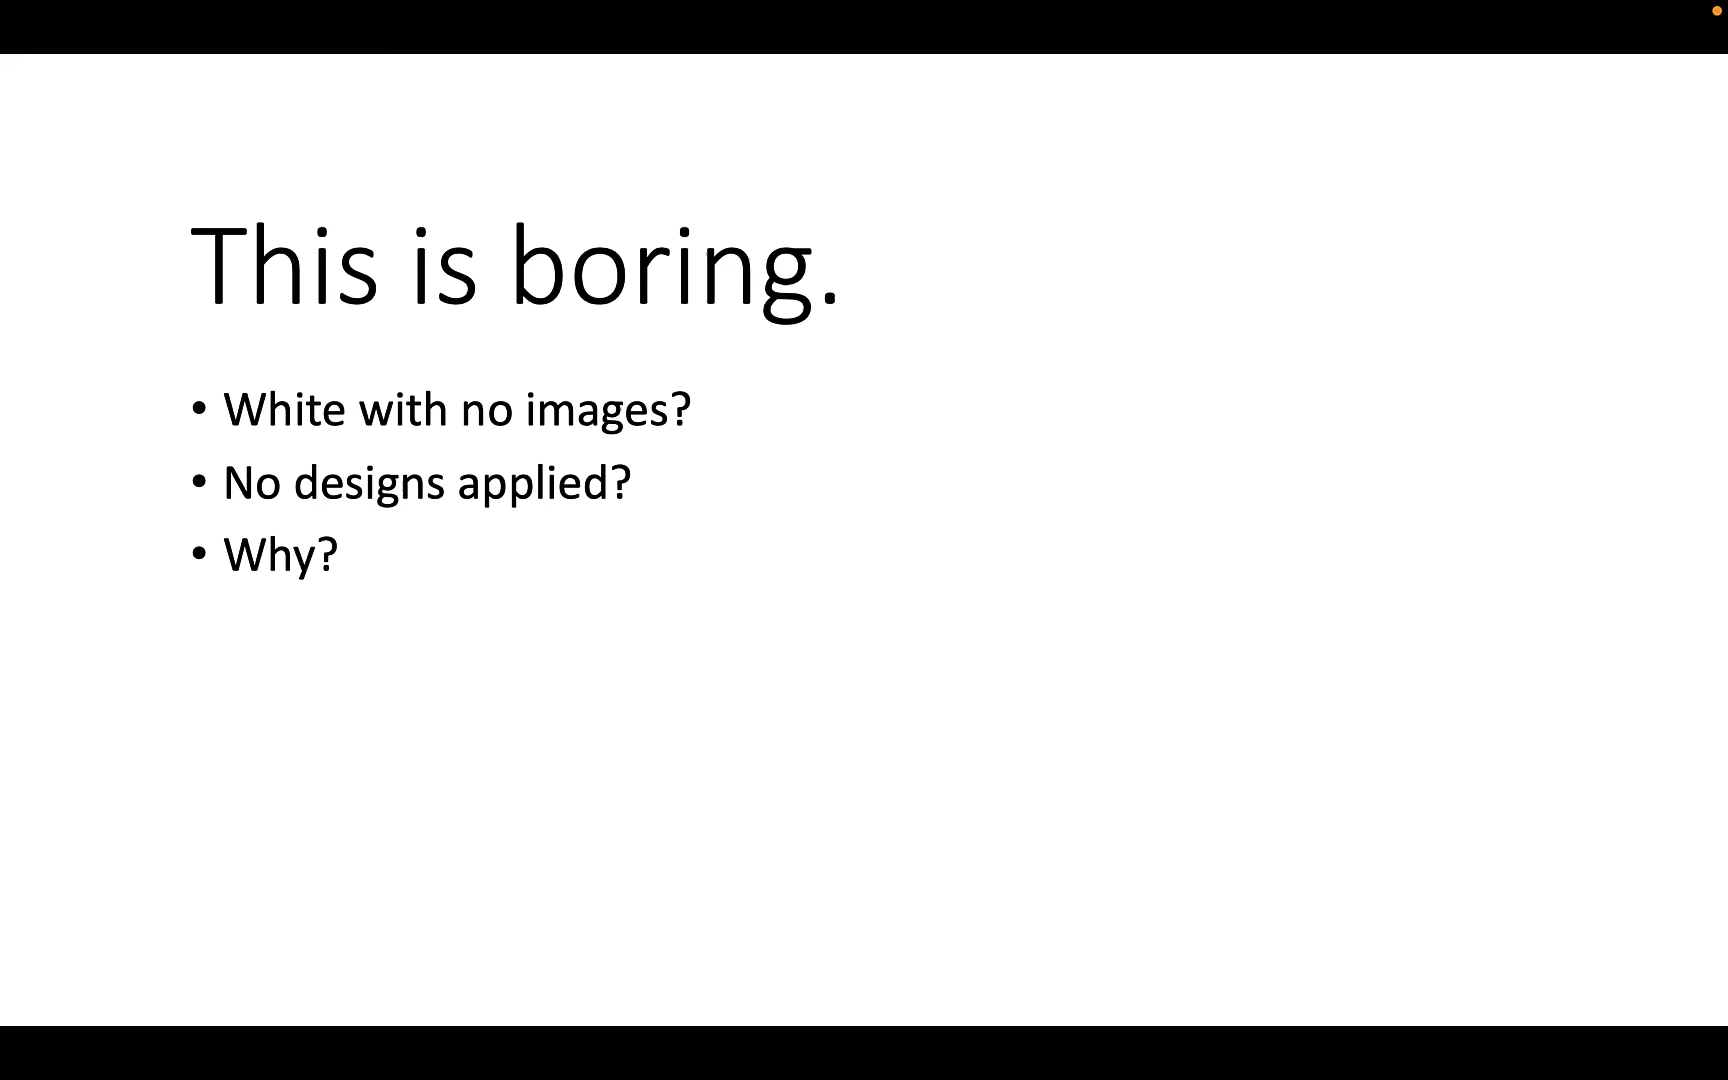 This is boring.
• White with no images?
• No designs applied?
• Why?